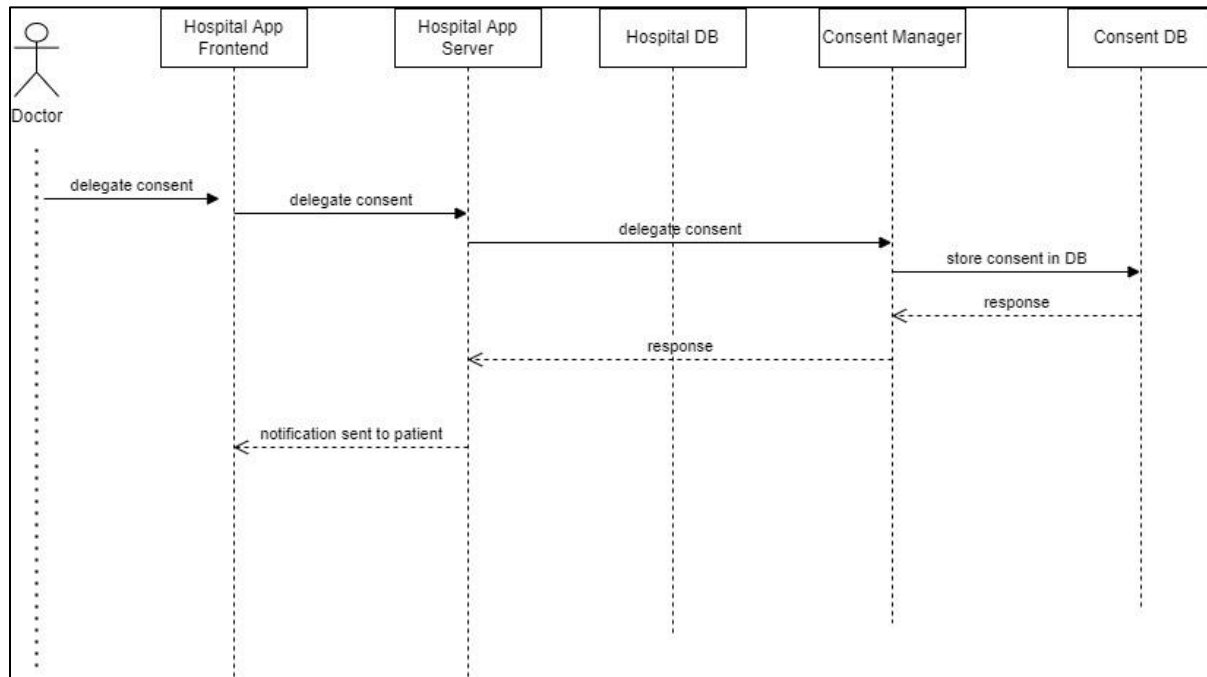 Hospital App
Frontend
Hospital App
Server
Hospital DB
Consent Manager
Consent DB
Doctor
delegate consent
delegate consent
delegate consent
store consent in DB
response
response
notification sent to patient